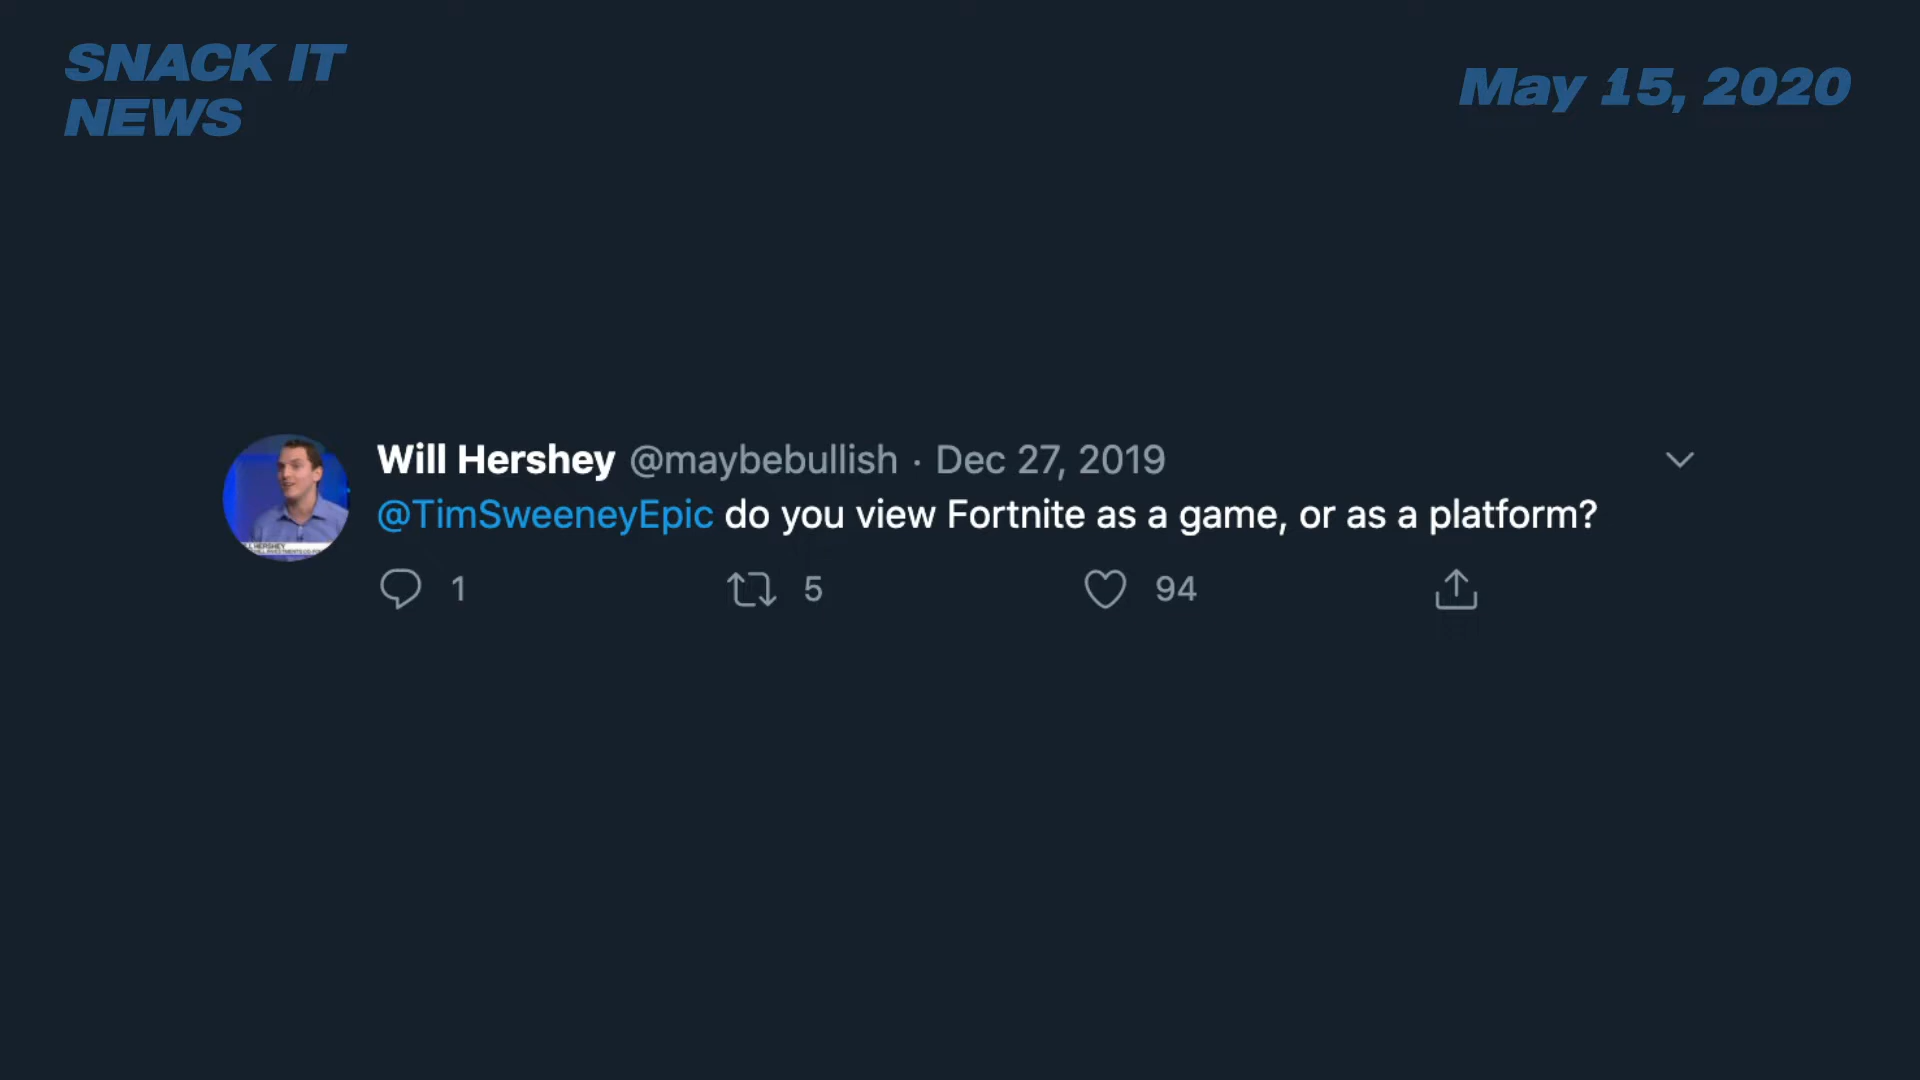 SNACK IT
NEWS
May 15, 2020
Will Hershey @maybebullish · Dec 27, 2019
@TimSweeneyEpic do you view Fortnite as a game, or as a platform?
1 5 94